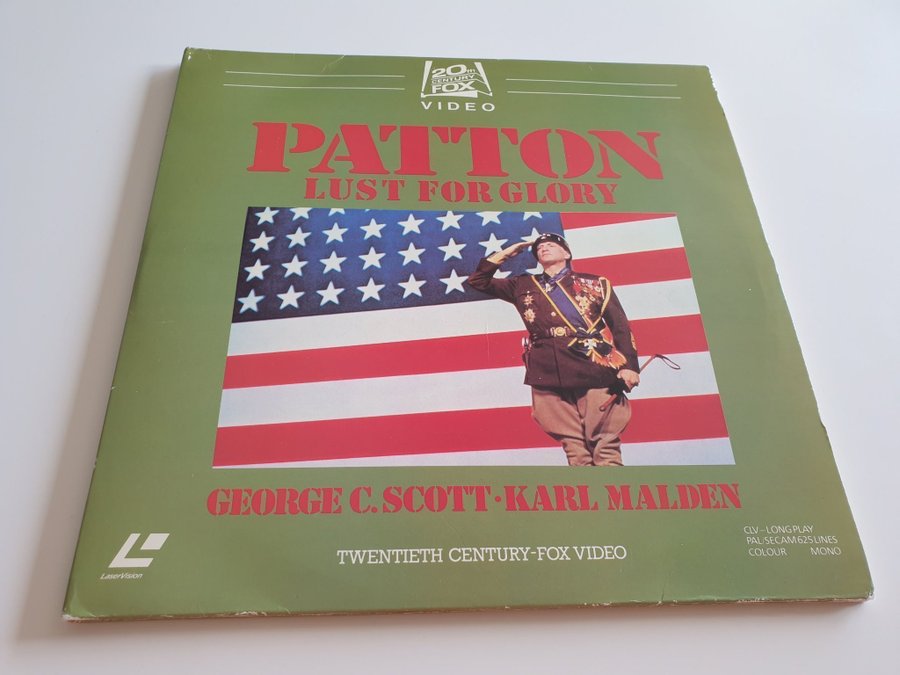 20TH
CENTURY
FOX
VIDEO
PATTON
LUST FOR GLORY
GEORGE C. SCOTT · KARL MALDEN
LaserVision
TWENTIETH CENTURY-FOX VIDEO
CLV–LONG PLAY
PAL:SECAM 625 LINES
COLOUR MONO